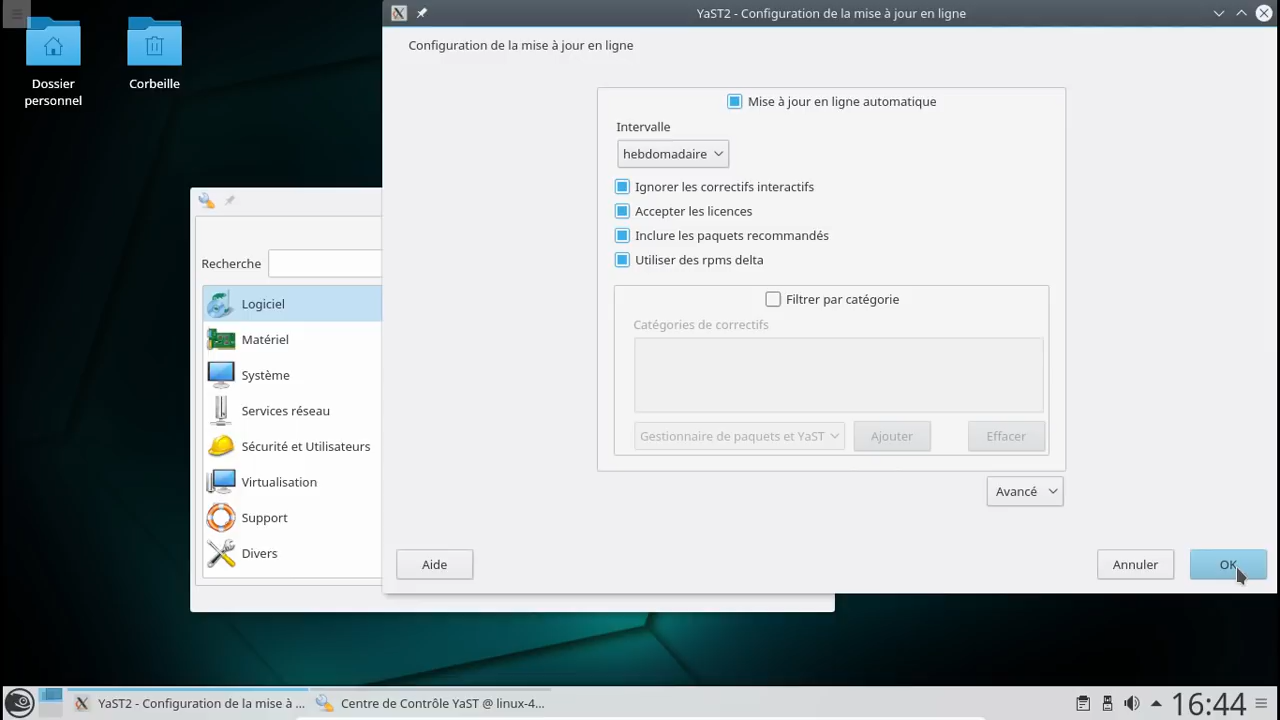 YaST2 - Configuration de la mise à jour en ligne
Configuration de la mise à jour en ligne
Dossier
personnel
Corbeille
Mise à jour en ligne automatique
Intervalle
hebdomadaire
Ignorer les correctifs interactifs
Accepter les licences
Inclure les paquets recommandés
Utiliser des rpms delta
Recherche
Logiciel
Matériel
Système
Services réseau
Sécurité et Utilisateurs
Virtualisation
Support
Divers
Filtrer par catégorie
Catégories de correctifs
Gestionnaire de paquets et YaST
Ajouter
Effacer
Avancé
Aide
Annuler
OK
YaST2 - Configuration de la mise à ...
Centre de Contrôle YaST @ linux-4...
16:44